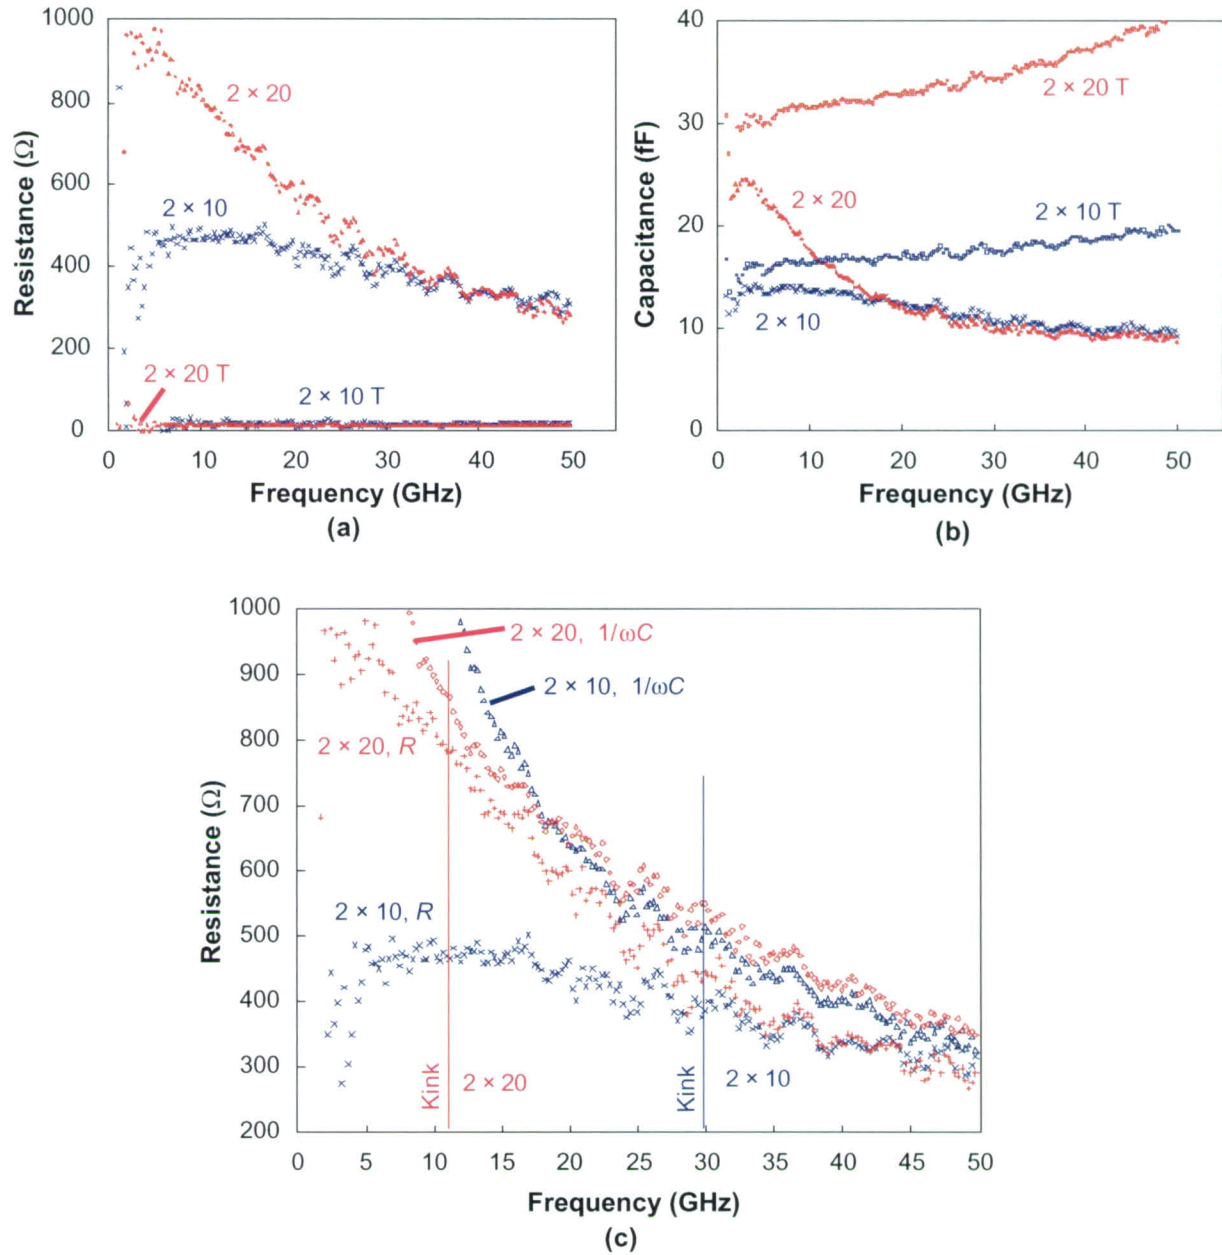 1000
800
600
400
200
0
Resistance (Ω)
2 × 20
2 × 10
2 × 20 T
2 × 10 T
0 10 20 30 40 50
Frequency (GHz)
(a)
40
30
20
10
0
Capacitance (fF)
2 × 20 T
2 × 20
2 × 10 T
2 × 10
0 10 20 30 40 50
Frequency (GHz)
(b)
1000
900
800
700
600
500
400
300
200
Resistance (Ω)
2 × 20, 1/ωC
2 × 10, 1/ωC
2 × 20, R
2 × 10, R
Kink
2 × 20
Kink
2 × 10
0 5 10 15 20 25 30 35 40 45 50
Frequency (GHz)
(c)